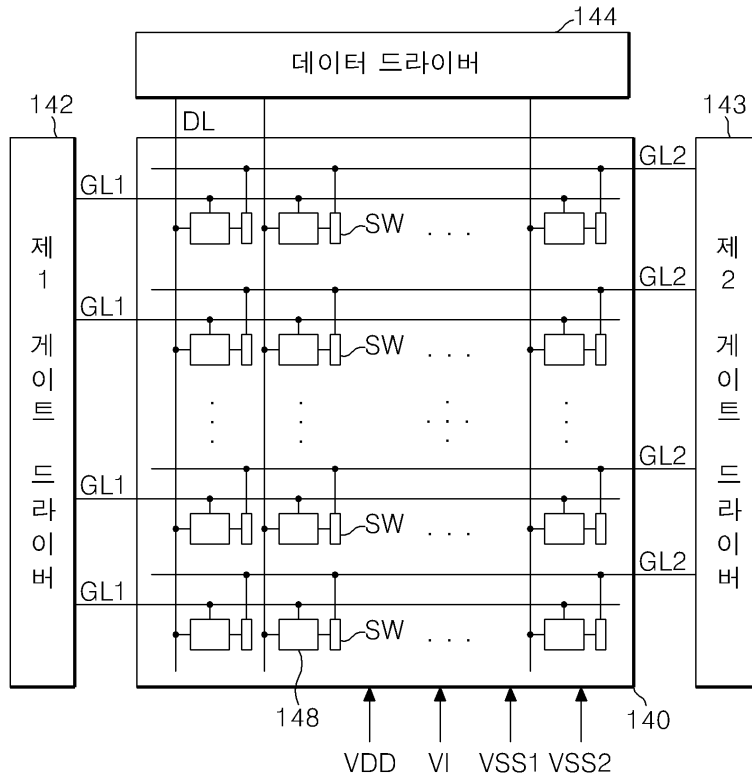 144
데이터 드라이버
142
143
DL
GL2
GL1
SW
. . .
제1 게이트 드라이버
제2 게이트 드라이버
GL2
GL1
SW
. . .
GL2
GL1
SW
. . .
GL2
GL1
SW
. . .
148
140
VDD VI VSS1 VSS2